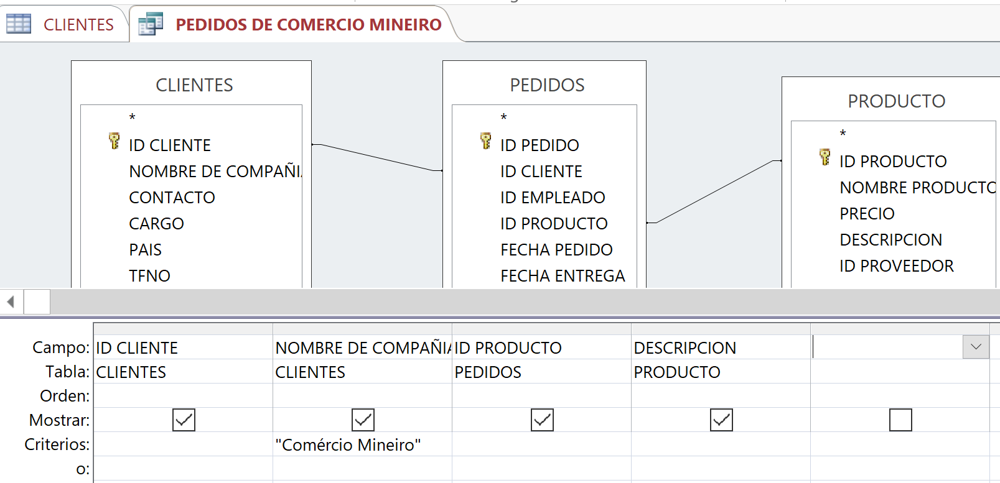 CLIENTES
PEDIDOS DE COMERCIO MINEIRO
CLIENTES
*
ID CLIENTE
NOMBRE DE COMPAÑI
CONTACTO
CARGO
PAIS
TFNO
PEDIDOS
*
ID PEDIDO
ID CLIENTE
ID EMPLEADO
ID PRODUCTO
FECHA PEDIDO
FECHA ENTREGA
PRODUCTO
*
ID PRODUCTO
NOMBRE PRODUCTO
PRECIO
DESCRIPCION
ID PROVEEDOR
Campo: ID CLIENTE NOMBRE DE COMPAÑIA ID PRODUCTO DESCRIPCION
Tabla: CLIENTES CLIENTES PEDIDOS PRODUCTO
Orden:
Mostrar:
Criterios: "Comércio Mineiro"
o: